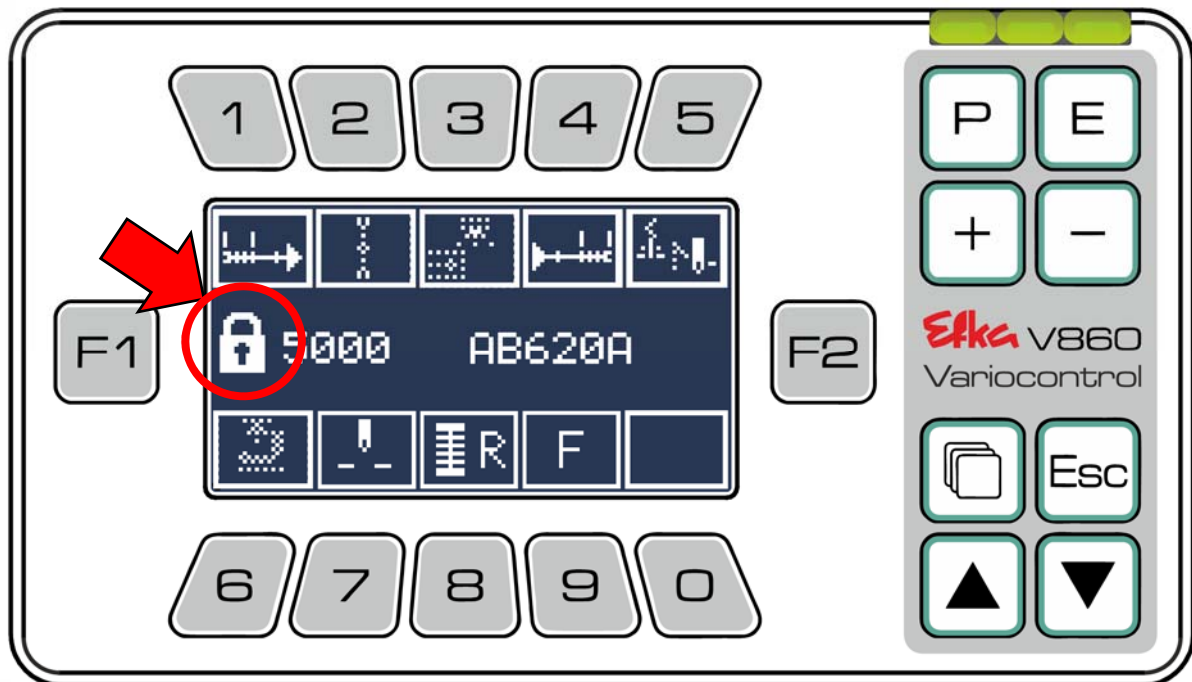 1 2 3 4 5
P E
+ −
F1
5000 AB620A
F2
Efka V860
Variocontrol
R F
Esc
6 7 8 9 0